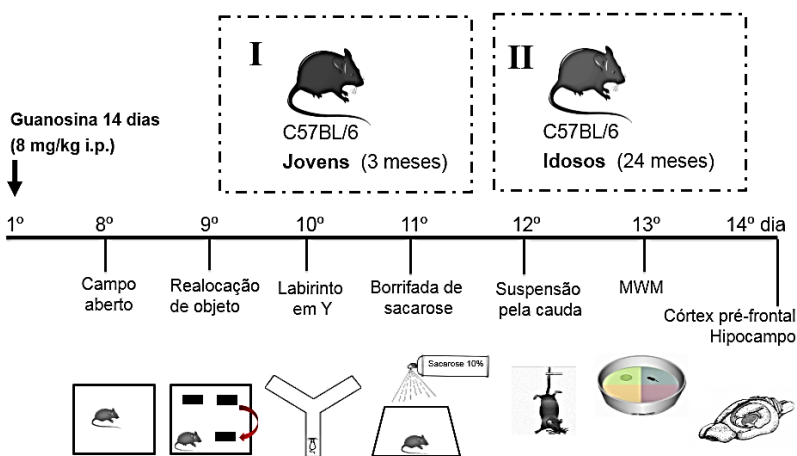 I
C57BL/6
Jovens (3 meses)
II
C57BL/6
Idosos (24 meses)
Guanosina 14 dias
(8 mg/kg i.p.)
1º 8º 9º 10º 11º 12º 13º 14º dia
Campo
aberto
Realocação
de objeto
Labirinto
em Y
Borrifada de
sacarose
Suspensão
pela cauda
MWM
Córtex pré-frontal
Hipocampo
Sacarose 10%